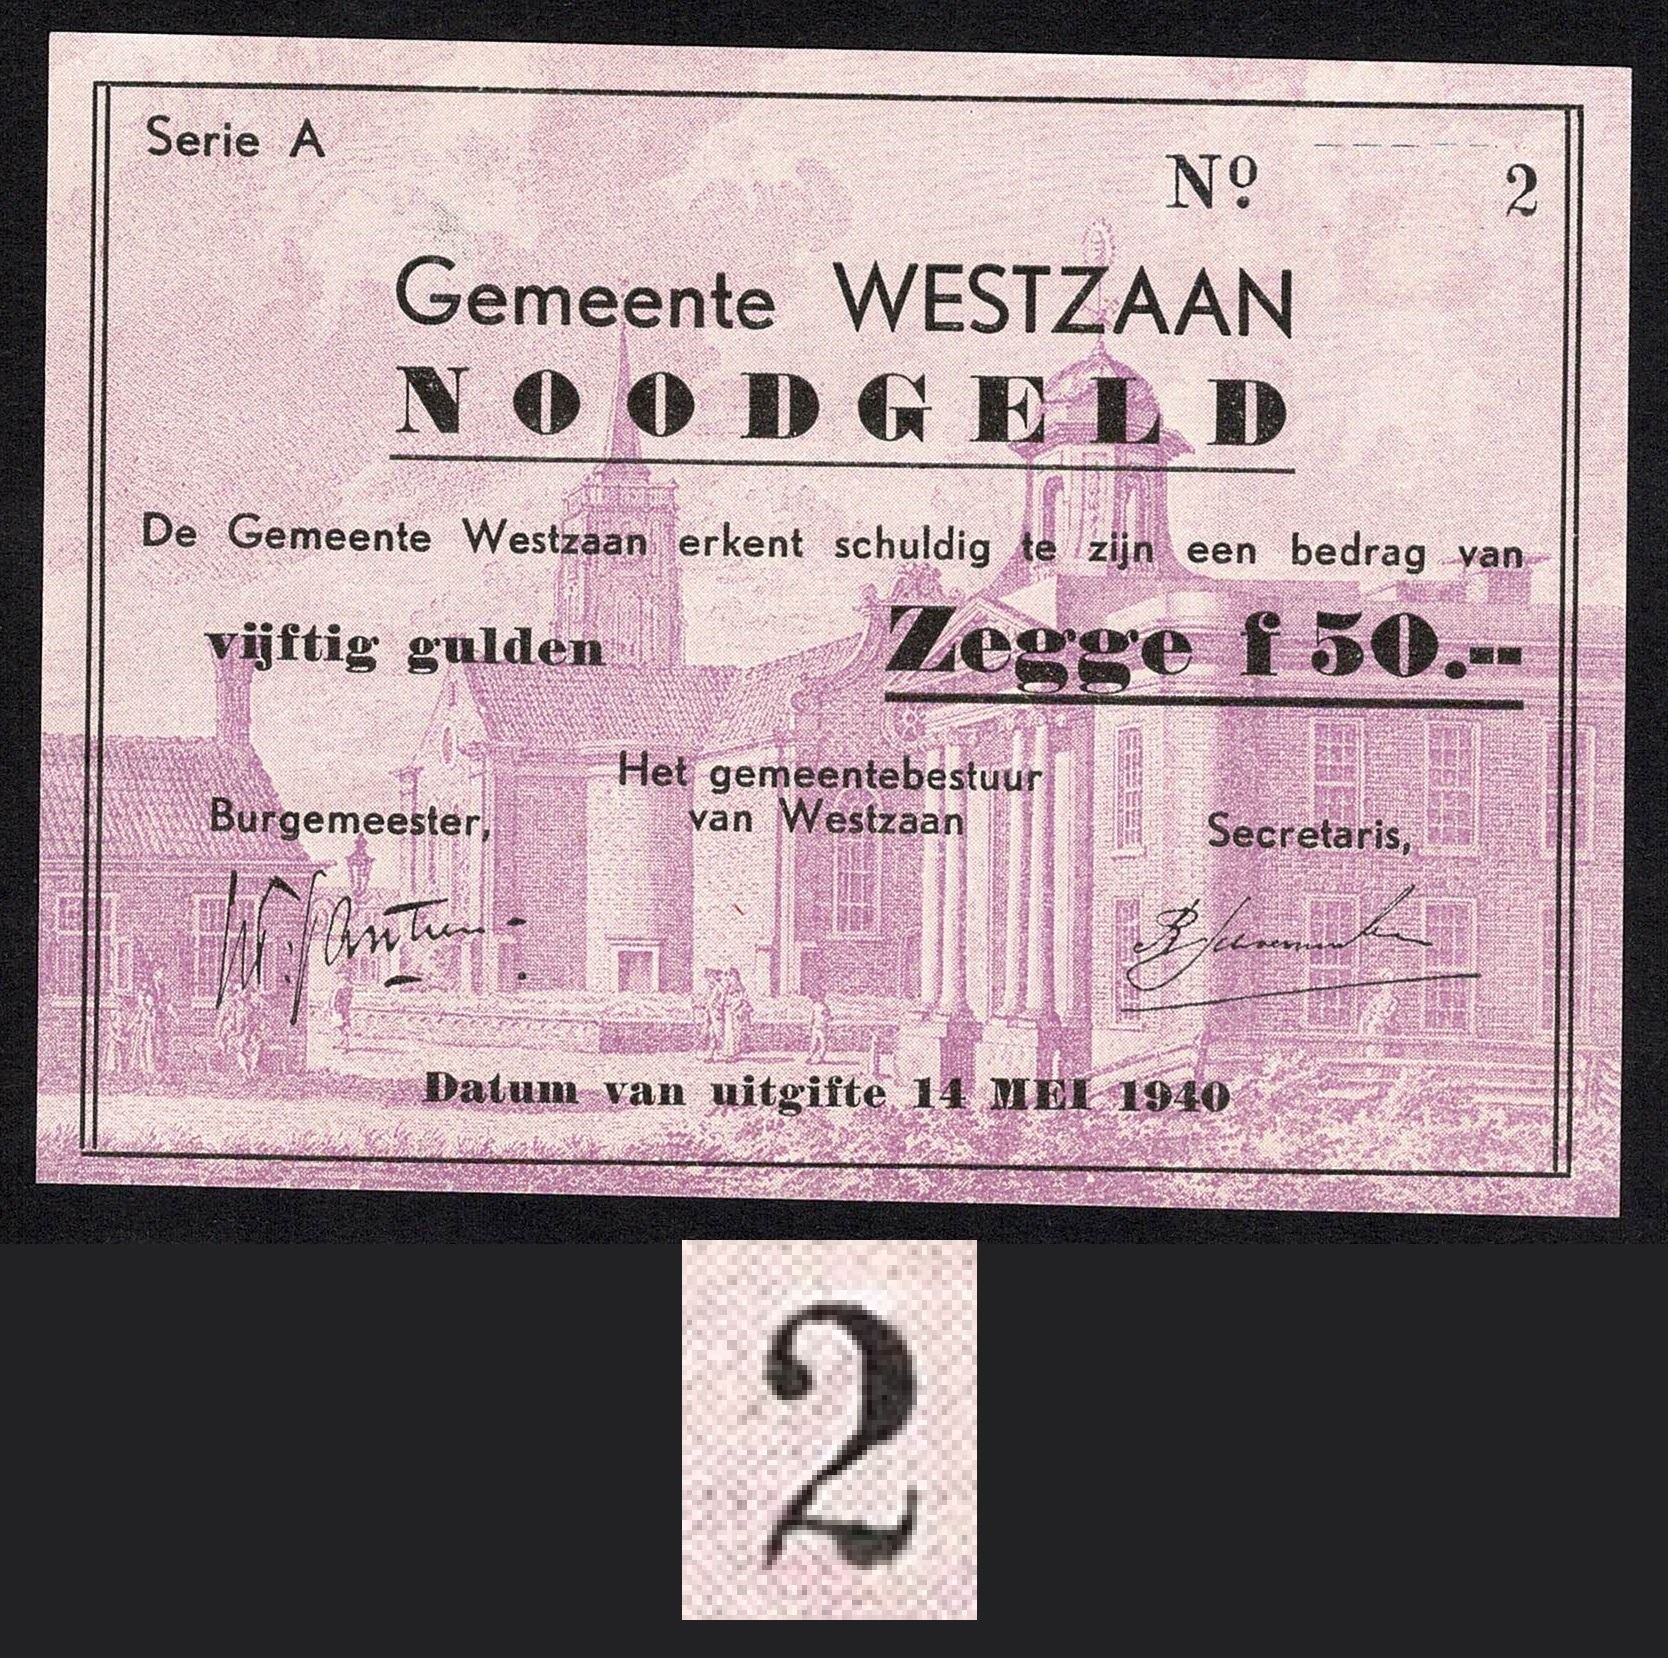 Serie A
Nº 2
Gemeente WESTZAAN
NOODGELD
De Gemeente Westzaan erkent schuldig te zijn een bedrag van
vijftig gulden Zegge f 50.--
Het gemeentebestuur
van Westzaan
Burgemeester, Secretaris,
Datum van uitgifte 14 MEI 1940
2